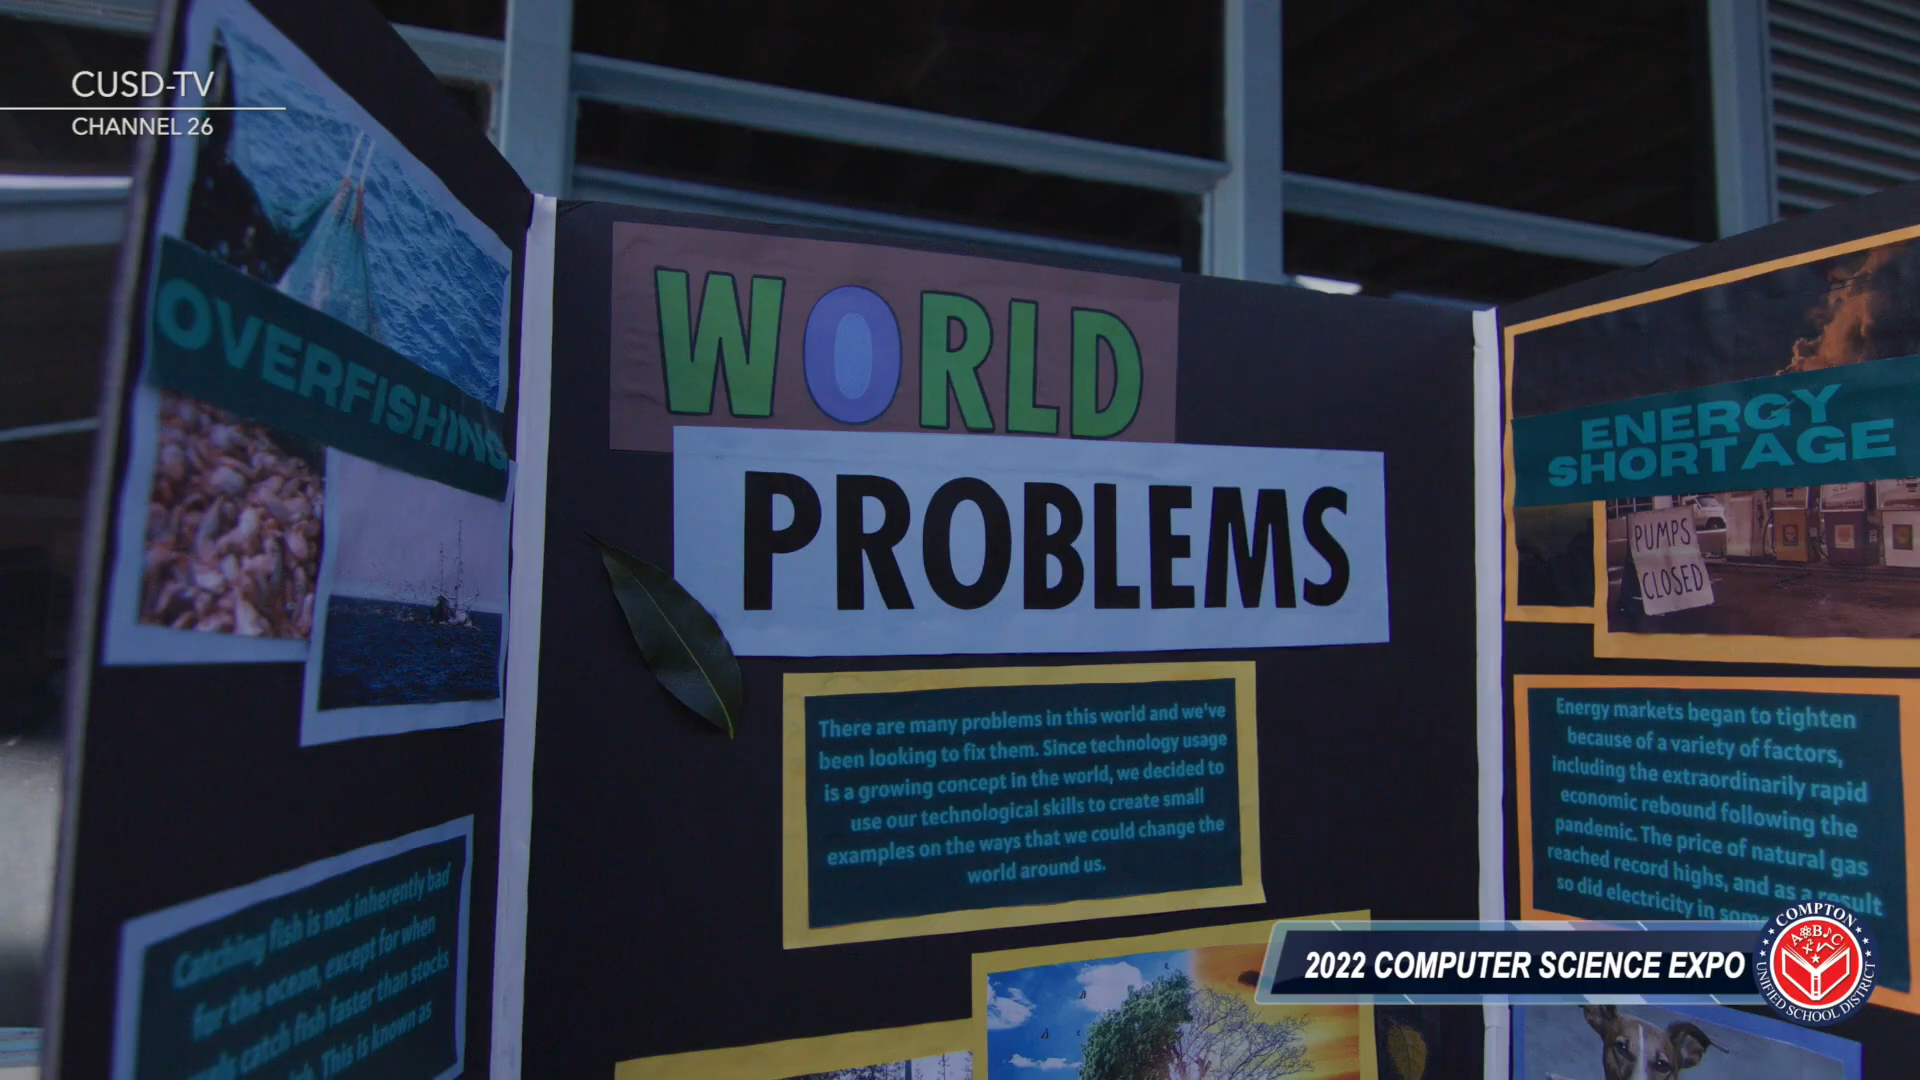 CUSD-TV
CHANNEL 26
OVERFISHING
Catching fish is not inherently bad
for the ocean, except for when
catch fish faster than stocks
This is known as
WORLD
PROBLEMS
There are many problems in this world and we've
been looking to fix them. Since technology usage
is a growing concept in the world, we decided to
use our technological skills to create small
examples on the ways that we could change the
world around us.
ENERGY
SHORTAGE
PUMPS
CLOSED
Energy markets began to tighten
because of a variety of factors,
including the extraordinarily rapid
economic rebound following the
pandemic. The price of natural gas
reached record highs, and as a result
so did electricity in some
2022 COMPUTER SCIENCE EXPO
COMPTON
UNIFIED SCHOOL DISTRICT